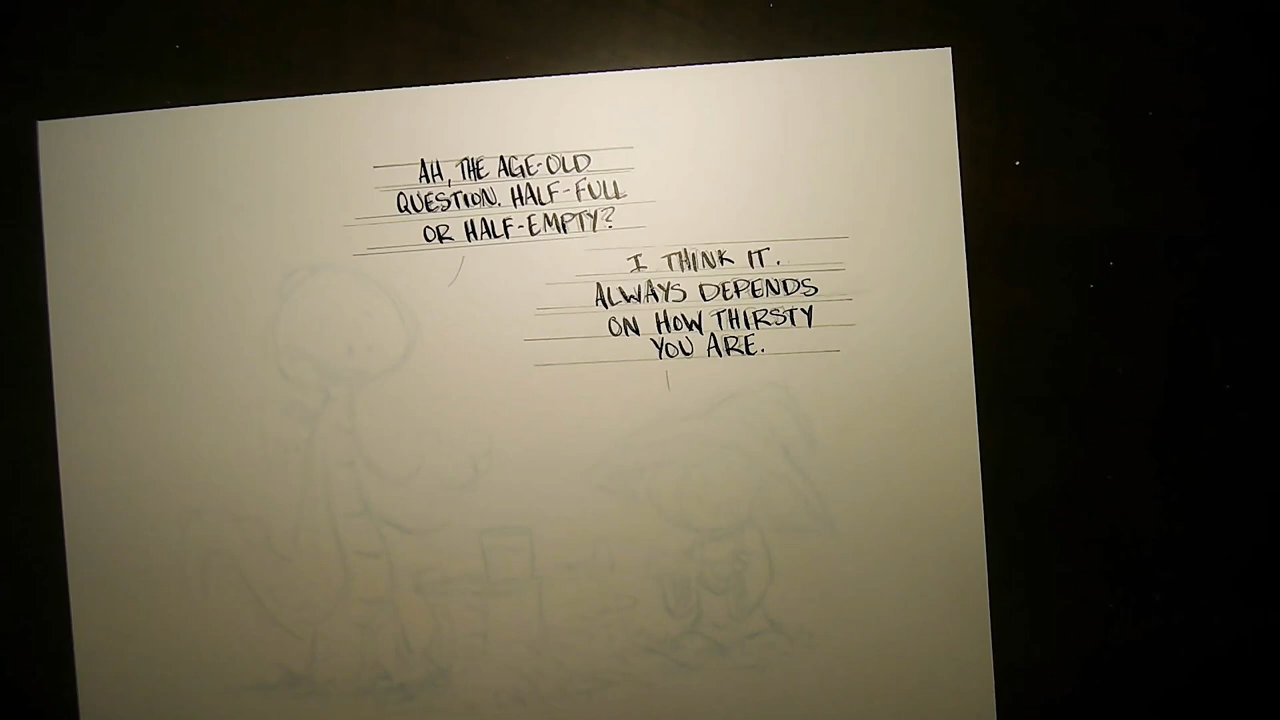 AH, THE AGE-OLD
QUESTION. HALF-FULL
OR HALF-EMPTY?
I THINK IT.
ALWAYS DEPENDS
ON HOW THIRSTY
YOU ARE.